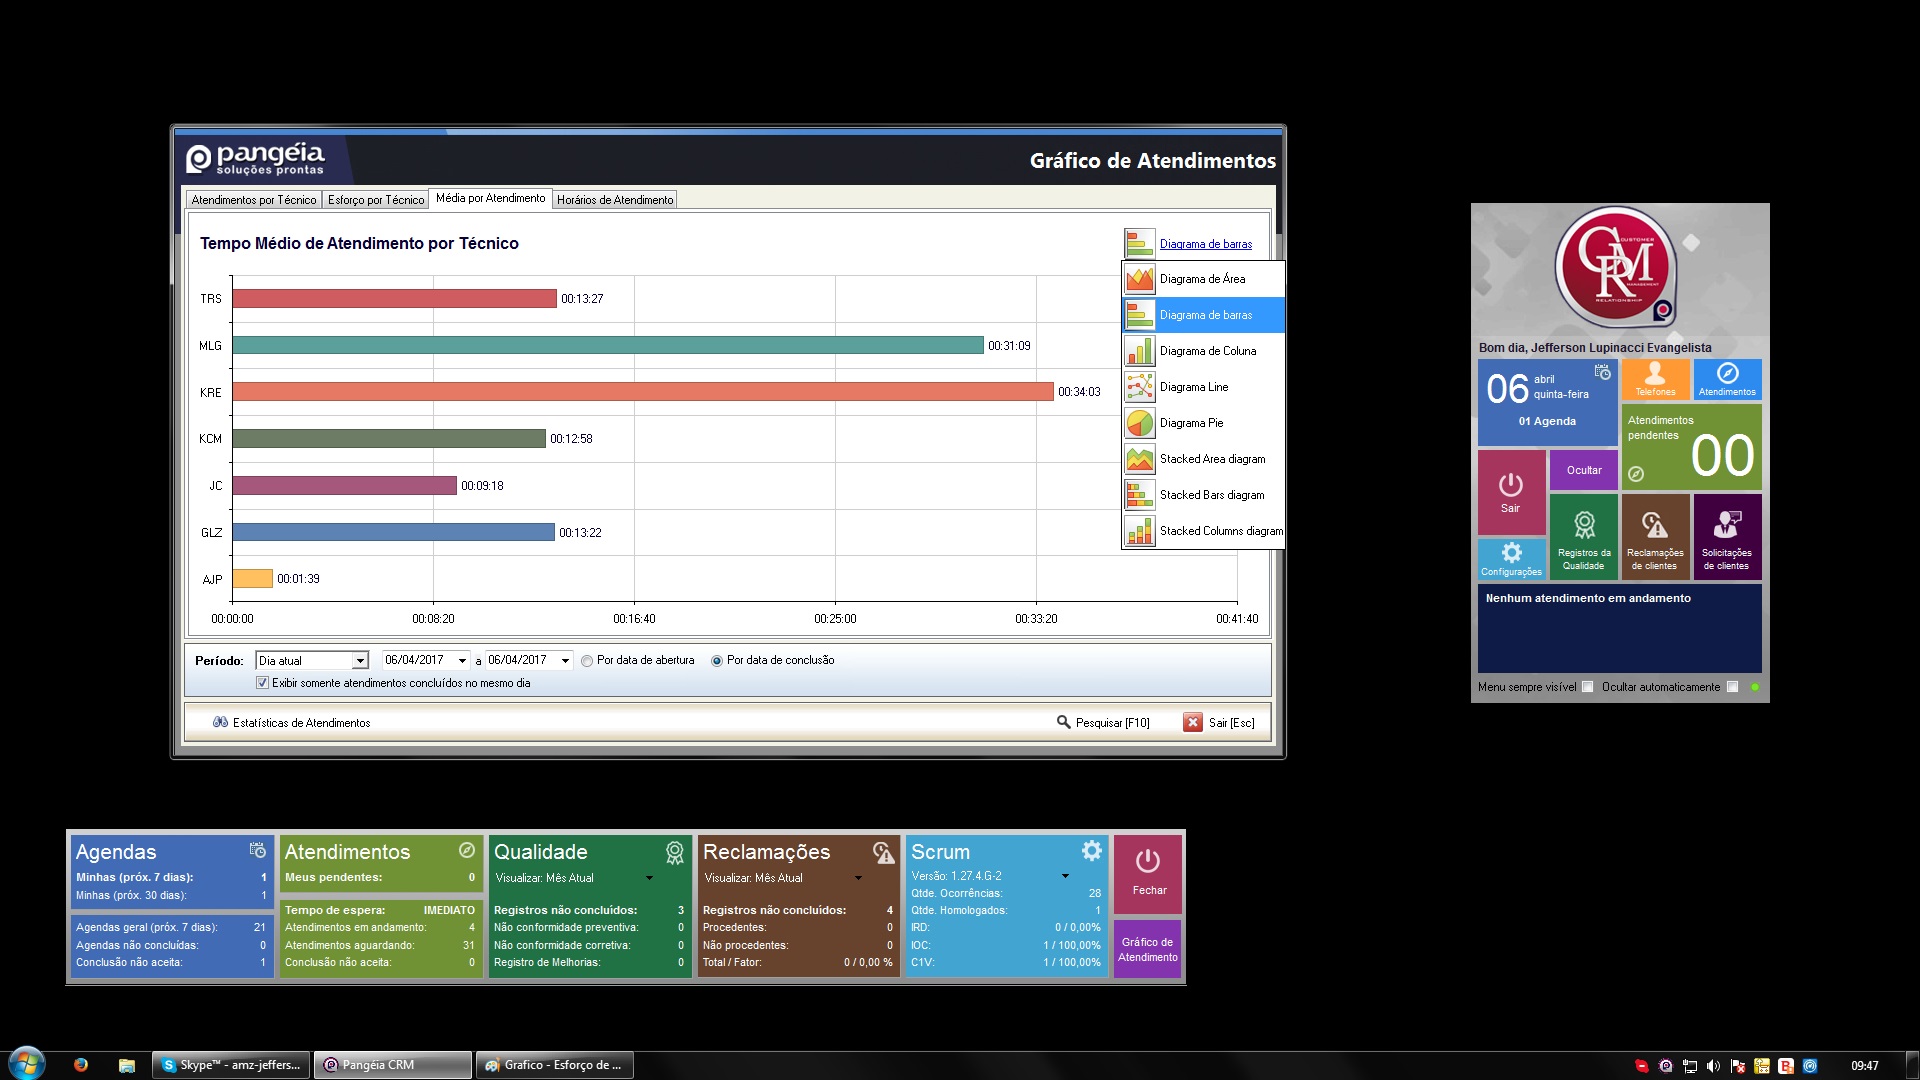 pangéia
soluções prontas
Gráfico de Atendimentos
Atendimentos por Técnico
Esforço por Técnico
Média por Atendimento
Horários de Atendimento
Tempo Médio de Atendimento por Técnico
Diagrama de barras
Diagrama de Área
Diagrama de barras
Diagrama de Coluna
Diagrama Line
Diagrama Pie
Stacked Area diagram
Stacked Bars diagram
Stacked Columns diagram
TRS 00:13:27
MLG 00:31:09
KRE 00:34:03
KCM 00:12:58
JC 00:09:18
GLZ 00:13:22
AJP 00:01:39
00:00:00 00:08:20 00:16:40 00:25:00 00:33:20 00:41:40
Período: Dia atual 06/04/2017 a 06/04/2017 Por data de abertura Por data de conclusão
Exibir somente atendimentos concluídos no mesmo dia
Estatísticas de Atendimentos
Pesquisar [F10]
Sair [Esc]
CUSTOMER
CRM
MANAGEMENT
RELATIONSHIP
Bom dia, Jefferson Lupinacci Evangelista
06 abril
quinta-feira
01 Agenda
Telefones
Atendimentos
Atendimentos
pendentes
00
Sair
Ocultar
Configurações
Registros da
Qualidade
Reclamações
de clientes
Solicitações
de clientes
Nenhum atendimento em andamento
Menu sempre visível
Ocultar automaticamente
Agendas
Minhas (próx. 7 dias): 1
Minhas (próx. 30 dias): 1
Agendas geral (próx. 7 dias): 21
Agendas não concluídas: 0
Conclusão não aceita: 1
Atendimentos
Meus pendentes: 0
Tempo de espera: IMEDIATO
Atendimentos em andamento: 4
Atendimentos aguardando: 31
Conclusão não aceita: 0
Qualidade
Visualizar: Mês Atual
Registros não concluídos: 3
Não conformidade preventiva: 0
Não conformidade corretiva: 0
Registro de Melhorias: 0
Reclamações
Visualizar: Mês Atual
Registros não concluídos: 4
Procedentes: 0
Não procedentes: 0
Total / Fator: 0 / 0,00 %
Scrum
Versão: 1.27.4.G-2
Qtde. Ocorrências: 28
Qtde. Homologados: 1
IRD: 0 / 0,00%
IOC: 1 / 100,00%
C1V: 1 / 100,00%
Fechar
Gráfico de
Atendimento
Skype™ - amz-jeffers...
Pangéia CRM
Grafico - Esforço de ...
09:47